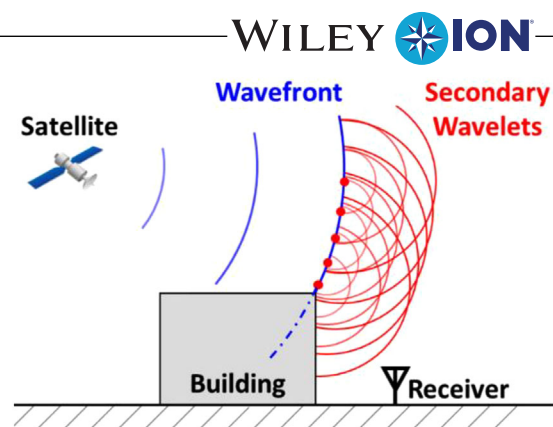 WILEY ION
Wavefront
Secondary
Wavelets
Satellite
Building
Receiver